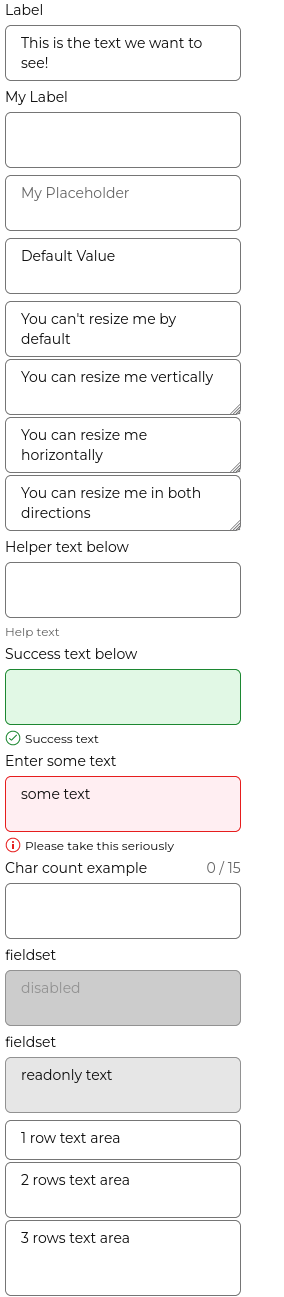 Label
This is the text we want to
see!
My Label
My Placeholder
Default Value
You can't resize me by
default
You can resize me vertically
You can resize me
horizontally
You can resize me in both
directions
Helper text below
Help text
Success text below
Success text
Enter some text
some text
Please take this seriously
Char count example 0 / 15
fieldset
disabled
fieldset
readonly text
1 row text area
2 rows text area
3 rows text area